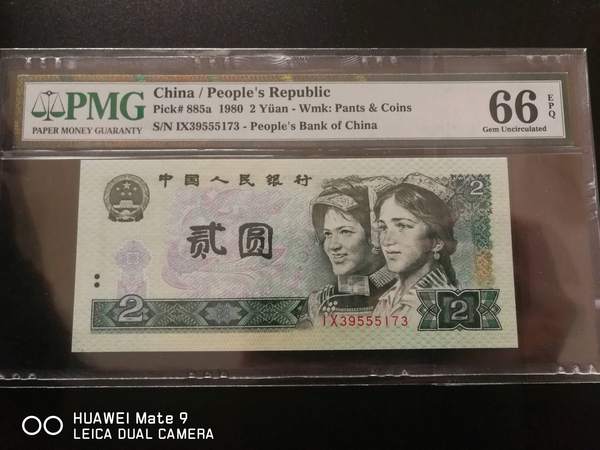 PMG
PAPER MONEY GUARANTY
China / People's Republic
Pick# 885a 1980 2 Yüan - Wmk: Pants & Coins
S/N IX39555173 - People's Bank of China
66 EPQ
Gem Uncirculated
中国人民银行
2
贰圆
2
2
IX39555173
HUAWEI Mate 9
LEICA DUAL CAMERA